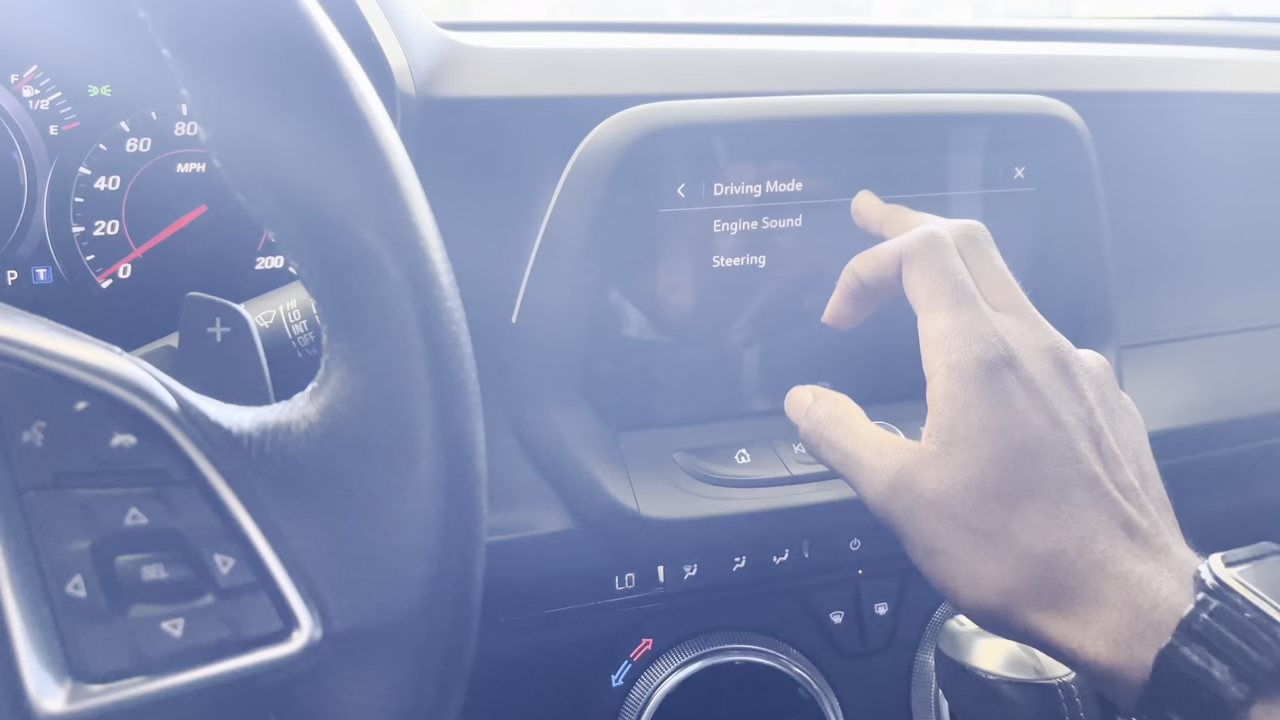 F
1/2
E
80
60
MPH
40
20
0
200
P T
HI
LO
INT
OFF
SEL
Driving Mode
Engine Sound
Steering
LO